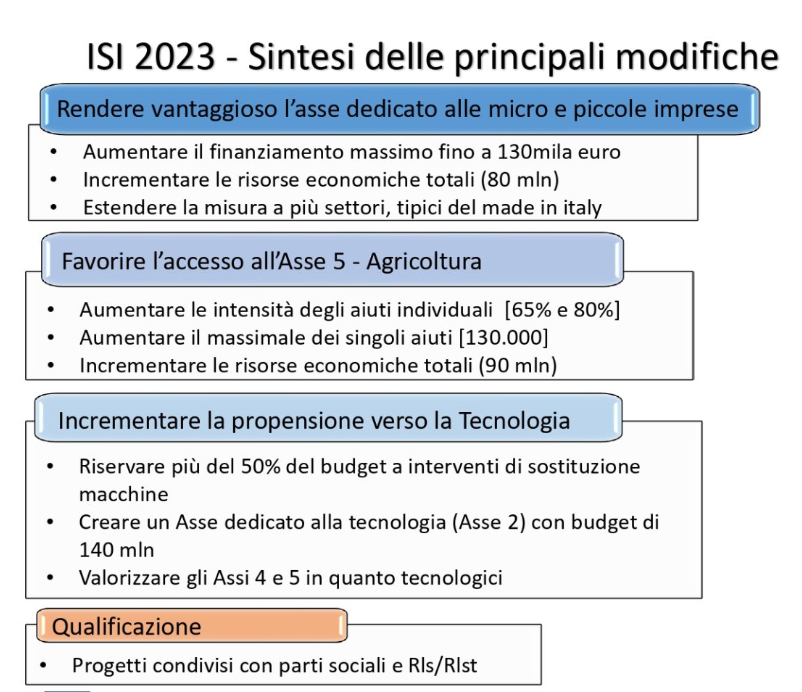 ISI 2023 - Sintesi delle principali modifiche
Rendere vantaggioso l'asse dedicato alle micro e piccole imprese
• Aumentare il finanziamento massimo fino a 130mila euro
• Incrementare le risorse economiche totali (80 mln)
• Estendere la misura a più settori, tipici del made in italy
Favorire l'accesso all'Asse 5 - Agricoltura
• Aumentare le intensità degli aiuti individuali [65% e 80%]
• Aumentare il massimale dei singoli aiuti [130.000]
• Incrementare le risorse economiche totali (90 mln)
Incrementare la propensione verso la Tecnologia
• Riservare più del 50% del budget a interventi di sostituzione
macchine
• Creare un Asse dedicato alla tecnologia (Asse 2) con budget di
140 mln
• Valorizzare gli Assi 4 e 5 in quanto tecnologici
Qualificazione
• Progetti condivisi con parti sociali e Rls/Rlst